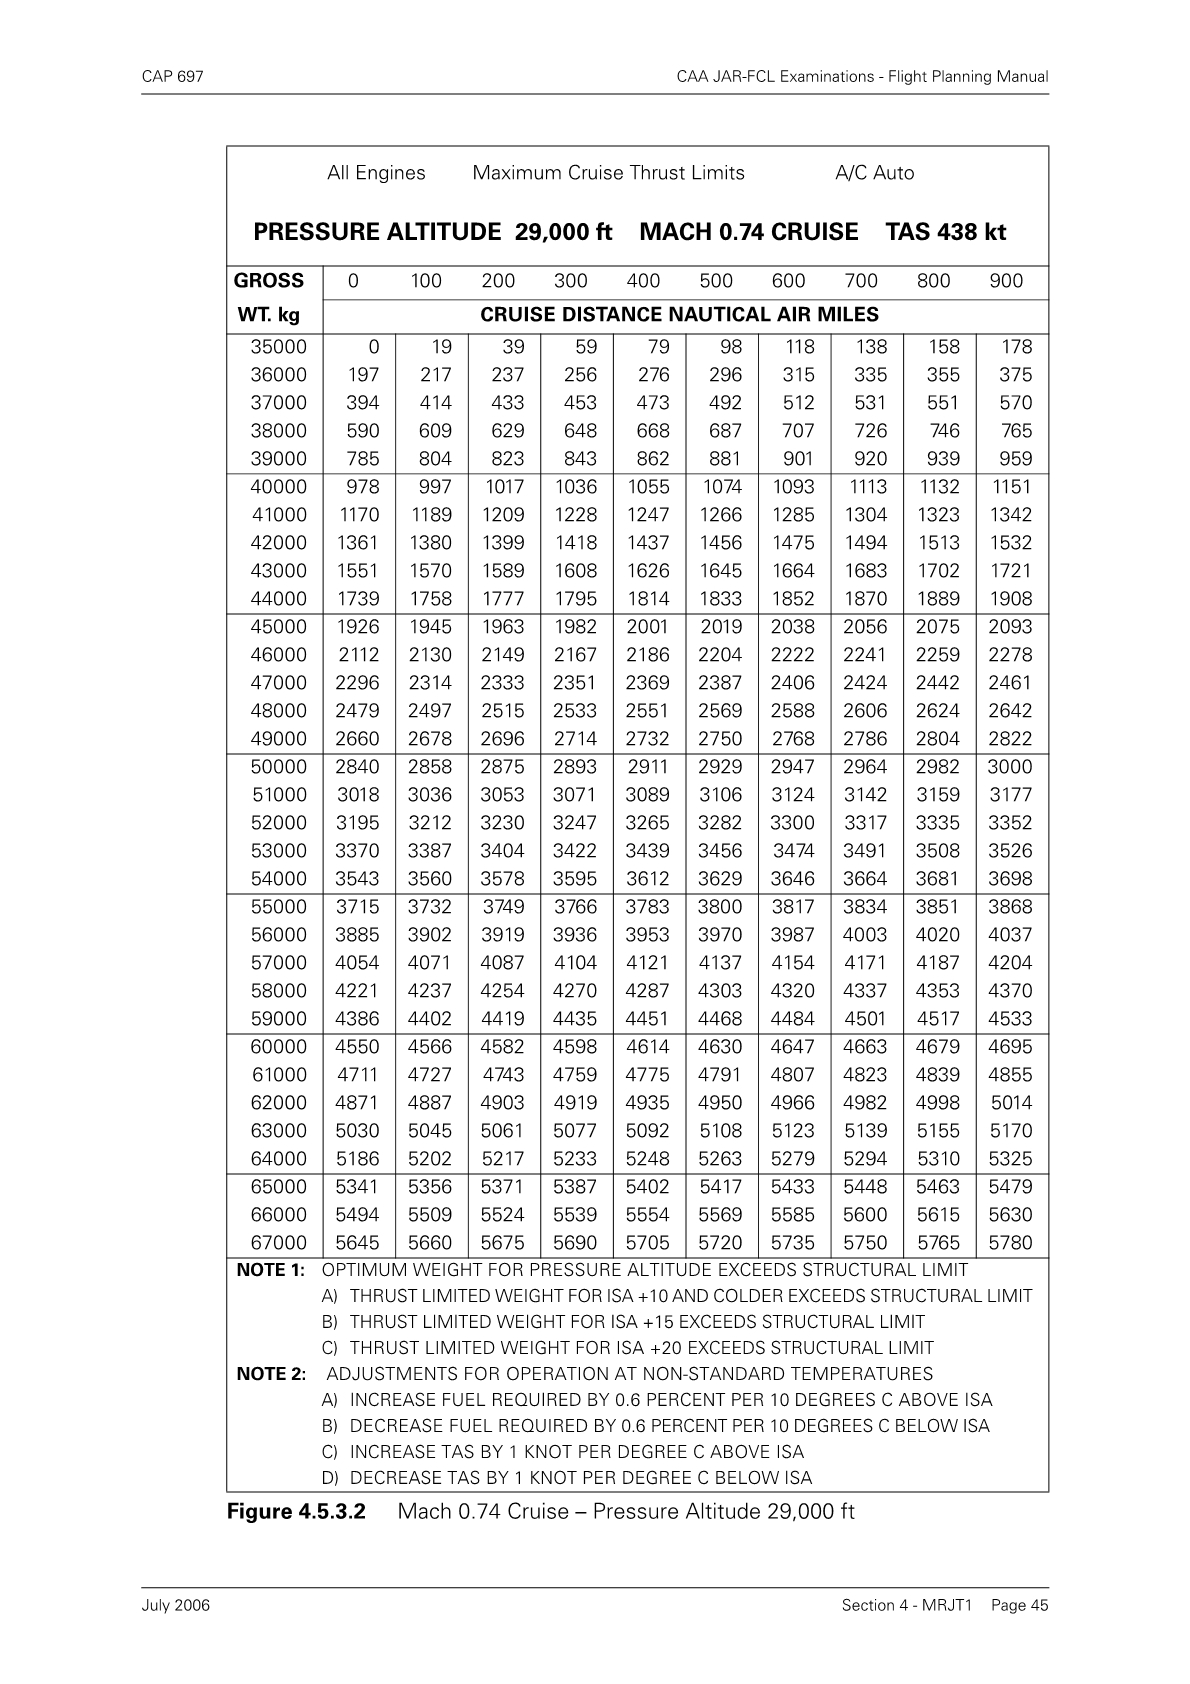 CAP 697 CAA JAR-FCL Examinations - Flight Planning Manual
All Engines Maximum Cruise Thrust Limits A/C Auto
PRESSURE ALTITUDE 29,000 ft MACH 0.74 CRUISE TAS 438 kt
GROSS 0 100 200 300 400 500 600 700 800 900
WT. kg CRUISE DISTANCE NAUTICAL AIR MILES
35000 0 19 39 59 79 98 118 138 158 178
36000 197 217 237 256 276 296 315 335 355 375
37000 394 414 433 453 473 492 512 531 551 570
38000 590 609 629 648 668 687 707 726 746 765
39000 785 804 823 843 862 881 901 920 939 959
40000 978 997 1017 1036 1055 1074 1093 1113 1132 1151
41000 1170 1189 1209 1228 1247 1266 1285 1304 1323 1342
42000 1361 1380 1399 1418 1437 1456 1475 1494 1513 1532
43000 1551 1570 1589 1608 1626 1645 1664 1683 1702 1721
44000 1739 1758 1777 1795 1814 1833 1852 1870 1889 1908
45000 1926 1945 1963 1982 2001 2019 2038 2056 2075 2093
46000 2112 2130 2149 2167 2186 2204 2222 2241 2259 2278
47000 2296 2314 2333 2351 2369 2387 2406 2424 2442 2461
48000 2479 2497 2515 2533 2551 2569 2588 2606 2624 2642
49000 2660 2678 2696 2714 2732 2750 2768 2786 2804 2822
50000 2840 2858 2875 2893 2911 2929 2947 2964 2982 3000
51000 3018 3036 3053 3071 3089 3106 3124 3142 3159 3177
52000 3195 3212 3230 3247 3265 3282 3300 3317 3335 3352
53000 3370 3387 3404 3422 3439 3456 3474 3491 3508 3526
54000 3543 3560 3578 3595 3612 3629 3646 3664 3681 3698
55000 3715 3732 3749 3766 3783 3800 3817 3834 3851 3868
56000 3885 3902 3919 3936 3953 3970 3987 4003 4020 4037
57000 4054 4071 4087 4104 4121 4137 4154 4171 4187 4204
58000 4221 4237 4254 4270 4287 4303 4320 4337 4353 4370
59000 4386 4402 4419 4435 4451 4468 4484 4501 4517 4533
60000 4550 4566 4582 4598 4614 4630 4647 4663 4679 4695
61000 4711 4727 4743 4759 4775 4791 4807 4823 4839 4855
62000 4871 4887 4903 4919 4935 4950 4966 4982 4998 5014
63000 5030 5045 5061 5077 5092 5108 5123 5139 5155 5170
64000 5186 5202 5217 5233 5248 5263 5279 5294 5310 5325
65000 5341 5356 5371 5387 5402 5417 5433 5448 5463 5479
66000 5494 5509 5524 5539 5554 5569 5585 5600 5615 5630
67000 5645 5660 5675 5690 5705 5720 5735 5750 5765 5780
NOTE 1: OPTIMUM WEIGHT FOR PRESSURE ALTITUDE EXCEEDS STRUCTURAL LIMIT
A) THRUST LIMITED WEIGHT FOR ISA +10 AND COLDER EXCEEDS STRUCTURAL LIMIT
B) THRUST LIMITED WEIGHT FOR ISA +15 EXCEEDS STRUCTURAL LIMIT
C) THRUST LIMITED WEIGHT FOR ISA +20 EXCEEDS STRUCTURAL LIMIT
NOTE 2: ADJUSTMENTS FOR OPERATION AT NON-STANDARD TEMPERATURES
A) INCREASE FUEL REQUIRED BY 0.6 PERCENT PER 10 DEGREES C ABOVE ISA
B) DECREASE FUEL REQUIRED BY 0.6 PERCENT PER 10 DEGREES C BELOW ISA
C) INCREASE TAS BY 1 KNOT PER DEGREE C ABOVE ISA
D) DECREASE TAS BY 1 KNOT PER DEGREE C BELOW ISA
Figure 4.5.3.2 Mach 0.74 Cruise – Pressure Altitude 29,000 ft
July 2006 Section 4 - MRJT1 Page 45